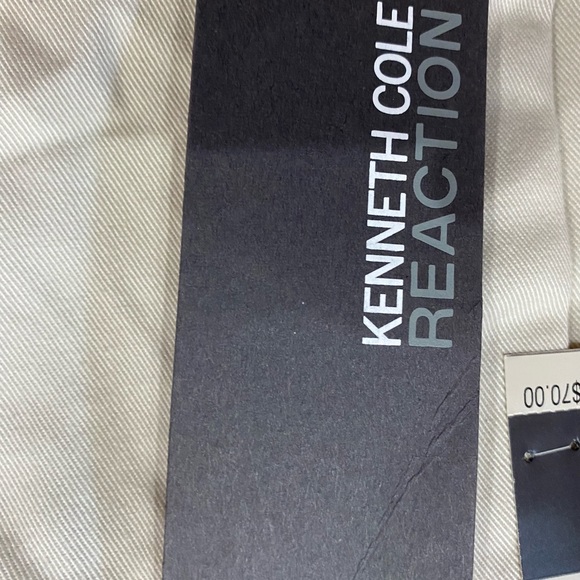 KENNETH COLE
REACTION
$70.00